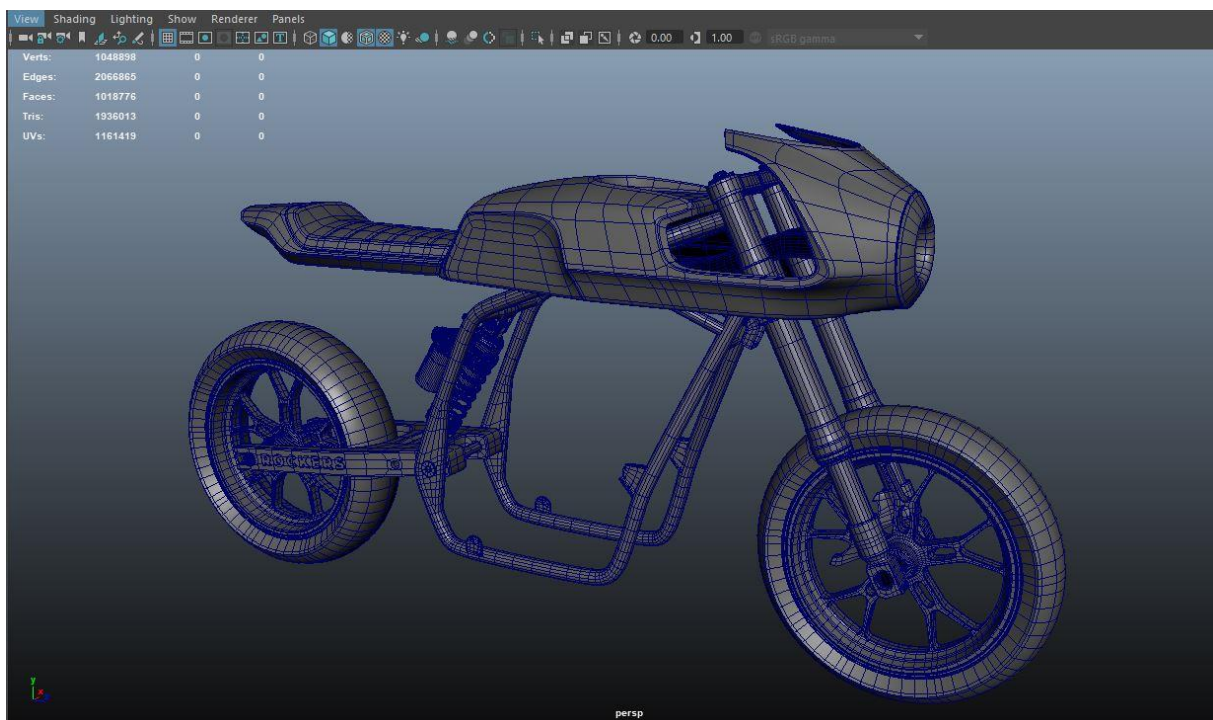 View Shading Lighting Show Renderer Panels
0.00 1.00 sRGB gamma
Verts: 1048898 0 0
Edges: 2066865 0 0
Faces: 1018776 0 0
Tris: 1936013 0 0
UVs: 1161419 0 0
ROCKERS
y
x
persp